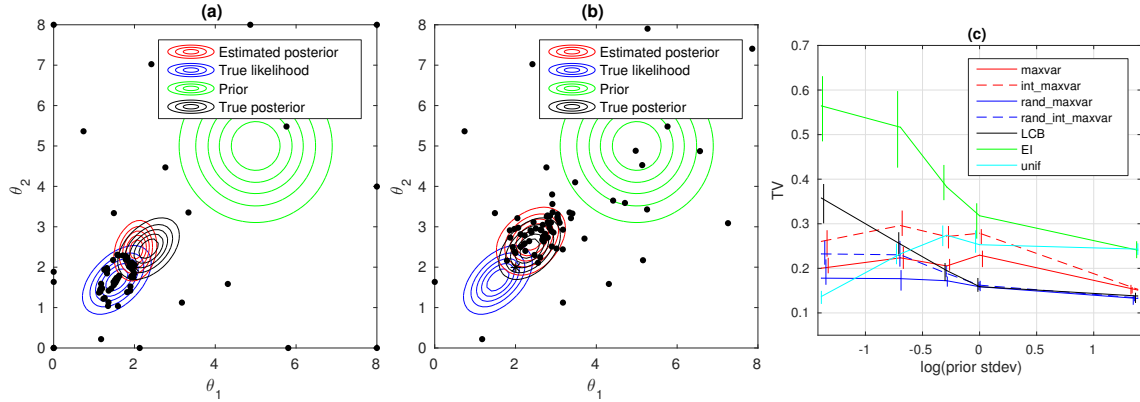 (a)
8
Estimated posterior
True likelihood
Prior
True posterior
7
6
5
4
3
2
1
0
θ2
0
2
4
6
8
θ1
(b)
8
Estimated posterior
True likelihood
Prior
True posterior
7
6
5
4
3
2
1
0
θ2
0
2
4
6
8
θ1
(c)
0.7
maxvar
int_maxvar
rand_maxvar
rand_int_maxvar
LCB
EI
unif
0.6
0.5
0.4
0.3
0.2
0.1
TV
-1
-0.5
0
0.5
1
log(prior stdev)